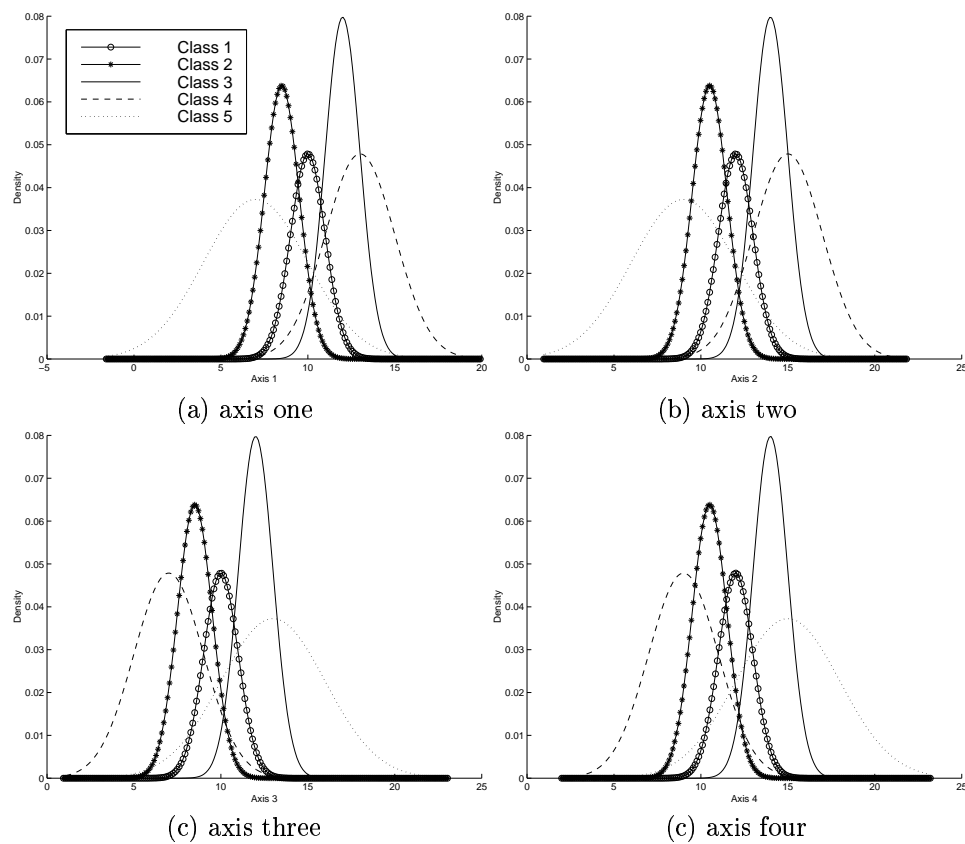 0.08
0.07
0.06
0.05
0.04
0.03
0.02
0.01
0
Density
Class 1
Class 2
Class 3
Class 4
Class 5
−5 0 5 10 15 20
Axis 1
(a) axis one
0.08
0.07
0.06
0.05
0.04
0.03
0.02
0.01
0
Density
0 5 10 15 20 25
Axis 2
(b) axis two
0.08
0.07
0.06
0.05
0.04
0.03
0.02
0.01
0
Density
0 5 10 15 20 25
Axis 3
(c) axis three
0.08
0.07
0.06
0.05
0.04
0.03
0.02
0.01
0
Density
0 5 10 15 20 25
Axis 4
(c) axis four